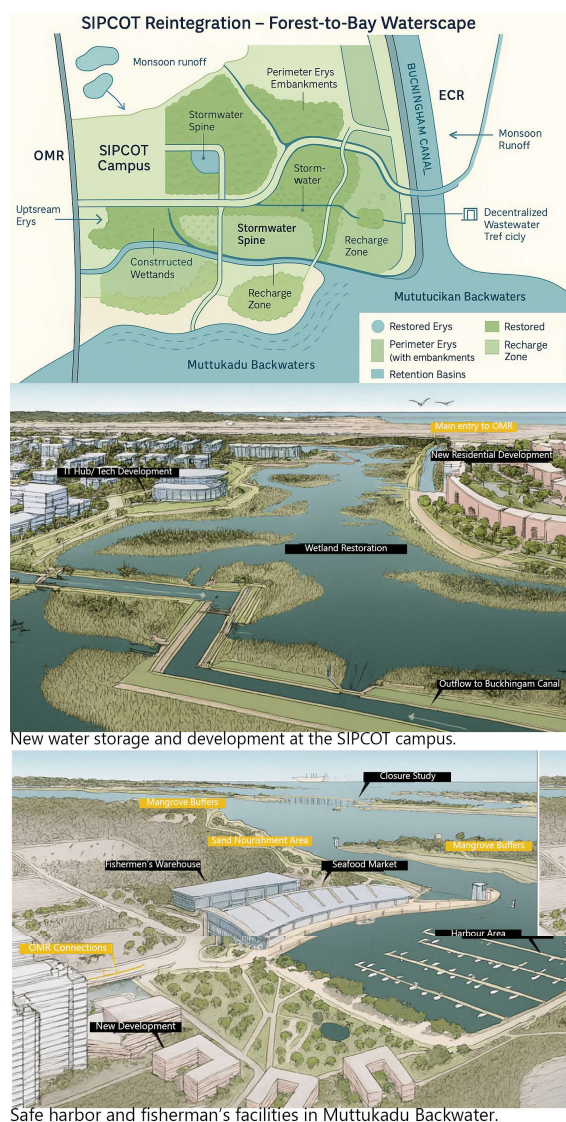 SIPCOT Reintegration – Forest-to-Bay Waterscape
Monsoon runoff
Perimeter Erys
Embankments
BUCNINGHAM CANAL
ECR
Stormwater
Spine
OMR
SIPCOT
Campus
Monsoon
Runoff
Storm-
water
Uptsream
Erys
Stormwater
Spine
Decentralized
Wastewater
Tref cicly
Recharge
Zone
Constrructed
Wettands
Recharge
Zone
Mututucikan Backwaters
Muttukadu Backwaters
Restored Erys
Restored
Perimeter Erys
(with embankments
Recharge
Zone
Retention Basins
Main entry to OMR
New Residential Development
IT Hub/ Tech Development
Wetland Restoration
Outflow to Buckhingam Canal
New water storage and development at the SIPCOT campus.
Closure Study
Mangrove Buffers
Sand Nourishment Area
Mangrove Buffers
Fishermen's Warehouse
Seafood Market
Harbour Area
OMR Connections
New Development
Safe harbor and fisherman's facilities in Muttukadu Backwater.